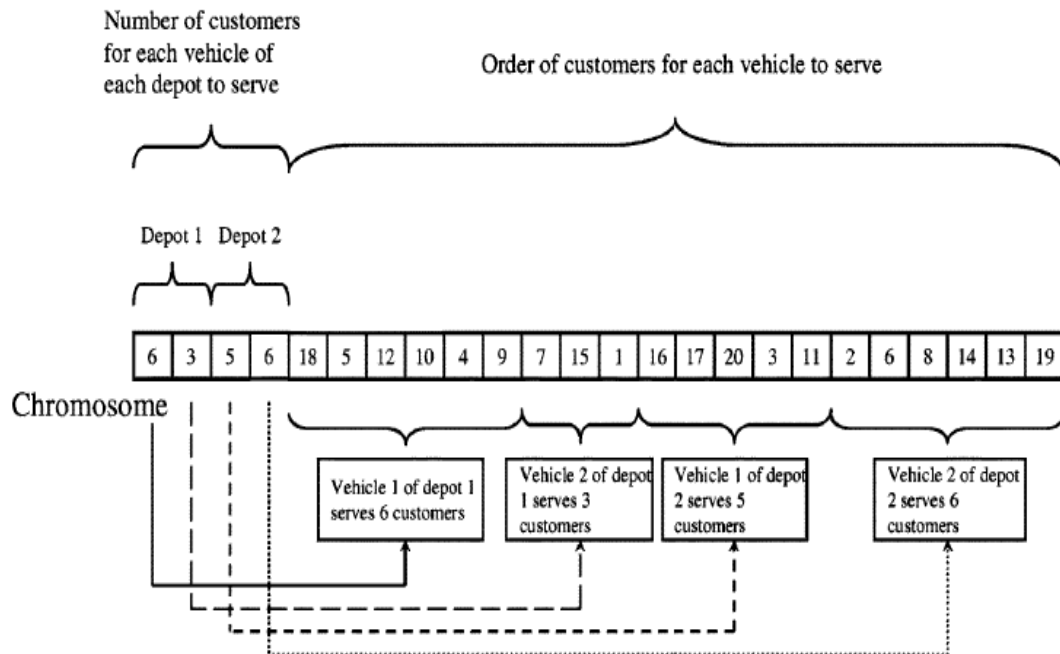 Number of customers
for each vehicle of
each depot to serve
Order of customers for each vehicle to serve
Depot 1 Depot 2
6 3 5 6 18 5 12 10 4 9 7 15 1 16 17 20 3 11 2 6 8 14 13 19
Chromosome
Vehicle 1 of depot 1
serves 6 customers
Vehicle 2 of depot
1 serves 3
customers
Vehicle 1 of depot
2 serves 5
customers
Vehicle 2 of depot
2 serves 6
customers